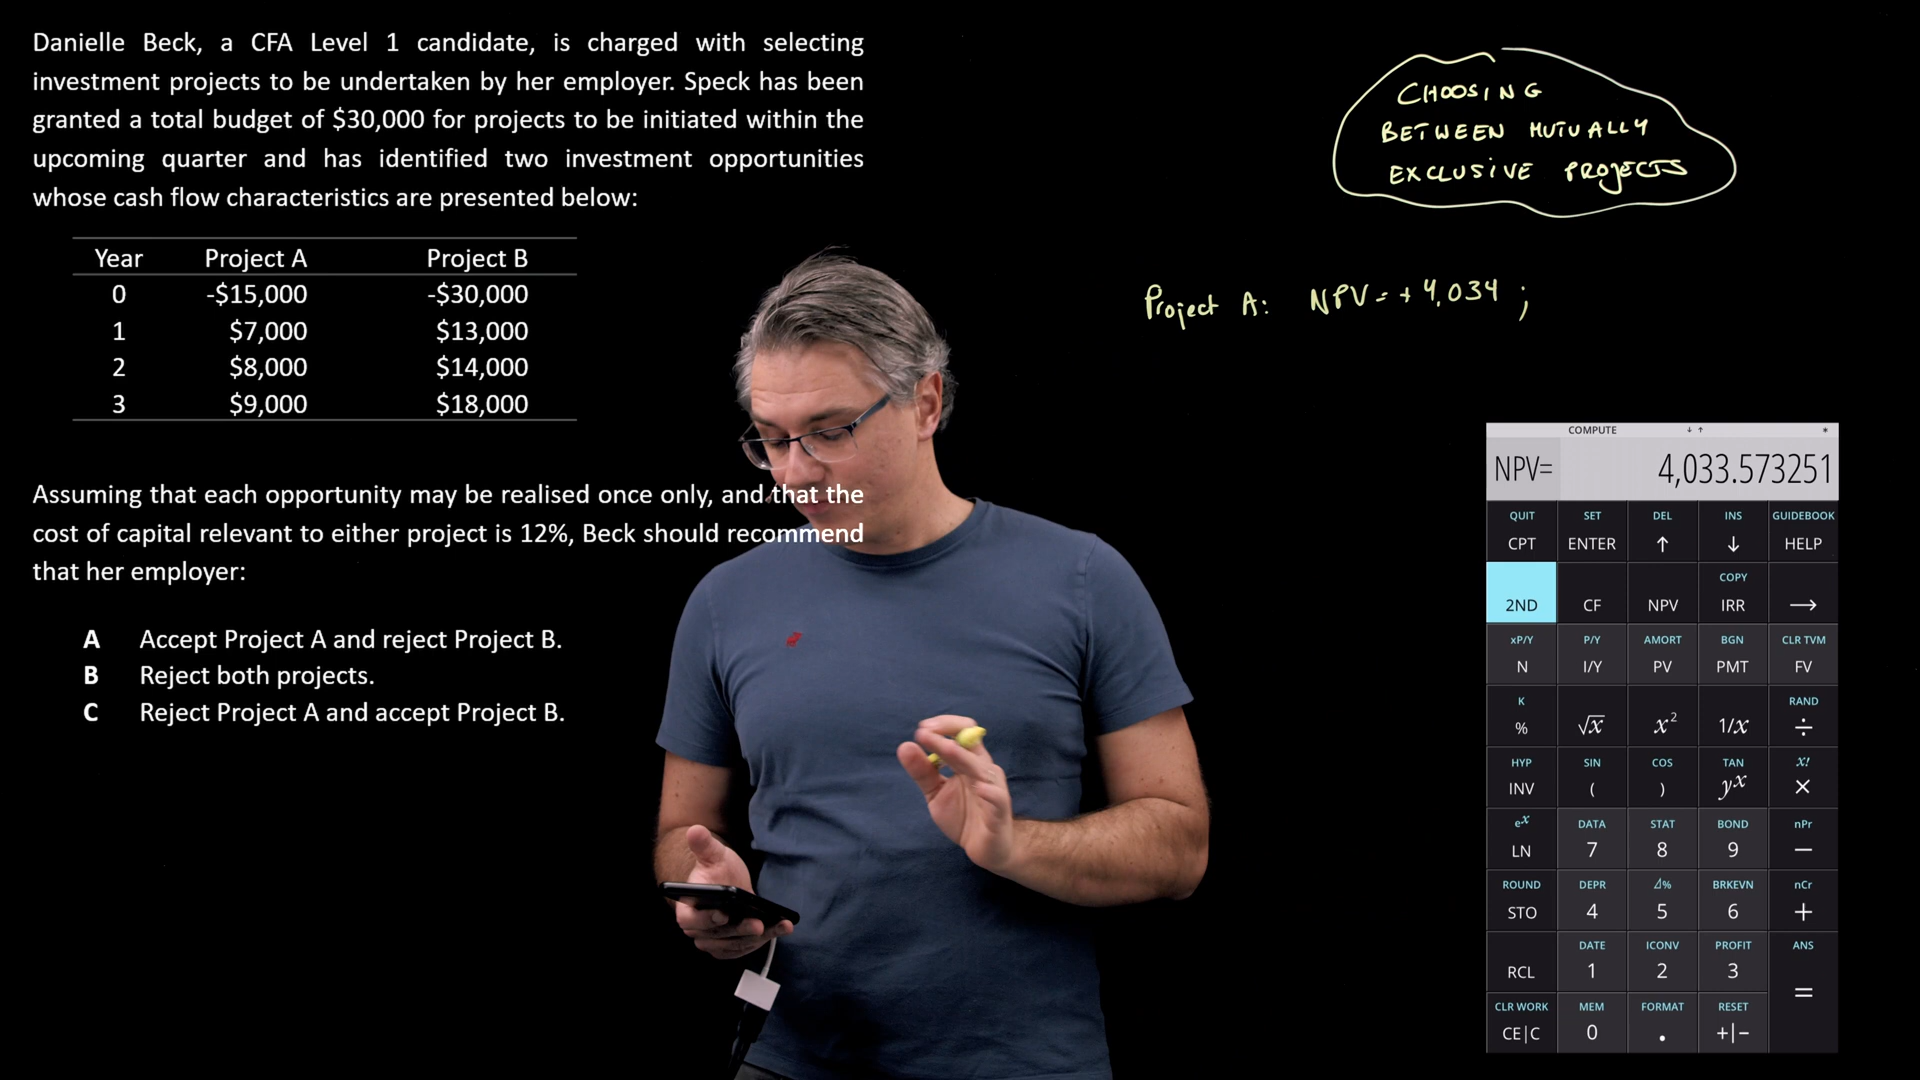 Danielle Beck, a CFA Level 1 candidate, is charged with selecting
investment projects to be undertaken by her employer. Speck has been
granted a total budget of $30,000 for projects to be initiated within the
upcoming quarter and has identified two investment opportunities
whose cash flow characteristics are presented below:
Year Project A Project B
0 -$15,000 -$30,000
1 $7,000 $13,000
2 $8,000 $14,000
3 $9,000 $18,000
Assuming that each opportunity may be realised once only, and that the
cost of capital relevant to either project is 12%, Beck should recommend
that her employer:
A Accept Project A and reject Project B.
B Reject both projects.
C Reject Project A and accept Project B.
CHOOSING
BETWEEN MUTUALLY
EXCLUSIVE PROJECTS
Project A: NPV = + 4,034 ;
COMPUTE ↓ ↑ *
NPV= 4,033.573251
QUIT SET DEL INS GUIDEBOOK
CPT ENTER ↑ ↓ HELP
COPY
2ND CF NPV IRR →
xP/Y P/Y AMORT BGN CLR TVM
N I/Y PV PMT FV
K RAND
% √x x² 1/x ÷
HYP SIN COS TAN x!
INV ( ) yˣ ×
eˣ DATA STAT BOND nPr
LN 7 8 9 −
ROUND DEPR Δ% BRKEVN nCr
STO 4 5 6 +
DATE ICONV PROFIT ANS
RCL 1 2 3 =
CLR WORK MEM FORMAT RESET
CE|C 0 . +|−